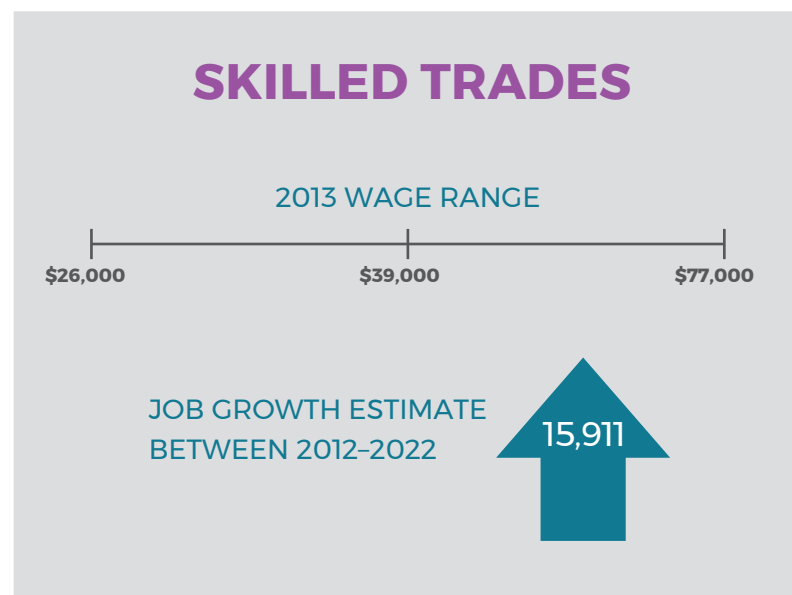 SKILLED TRADES
2013 WAGE RANGE
$26,000 $39,000 $77,000
JOB GROWTH ESTIMATE
BETWEEN 2012–2022
15,911